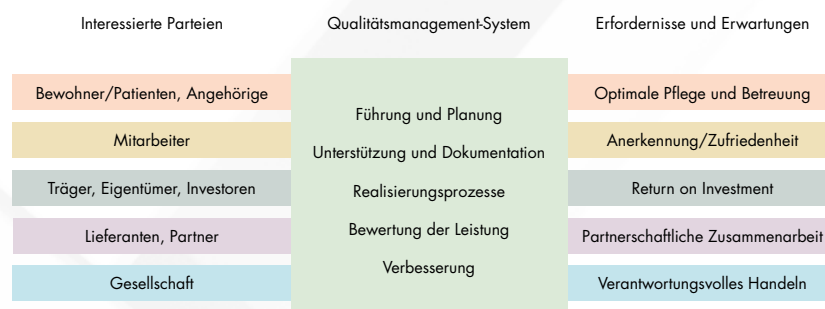 Interessierte Parteien
Qualitätsmanagement-System
Erfordernisse und Erwartungen
Bewohner/Patienten, Angehörige
Mitarbeiter
Träger, Eigentümer, Investoren
Lieferanten, Partner
Gesellschaft
Führung und Planung
Unterstützung und Dokumentation
Realisierungsprozesse
Bewertung der Leistung
Verbesserung
Optimale Pflege und Betreuung
Anerkennung/Zufriedenheit
Return on Investment
Partnerschaftliche Zusammenarbeit
Verantwortungsvolles Handeln